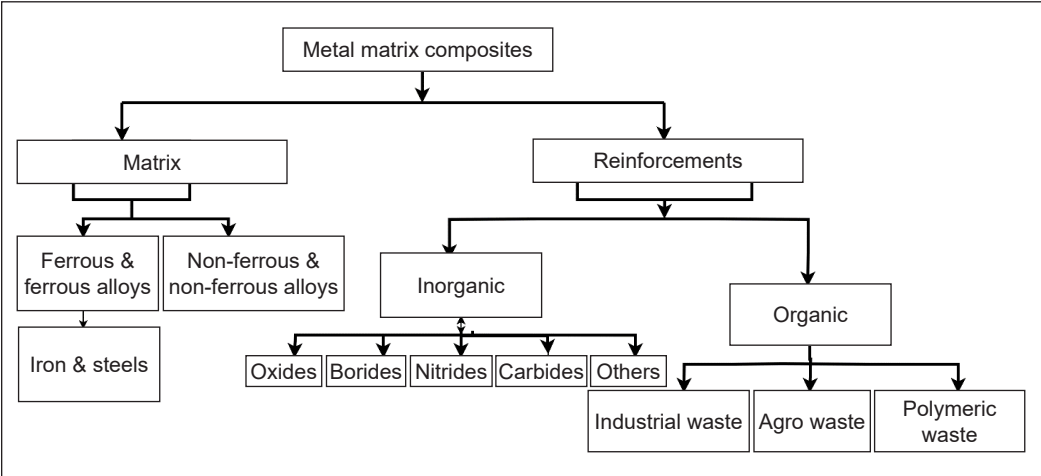 Metal matrix composites
Matrix
Reinforcements
Ferrous &
ferrous alloys
Non-ferrous &
non-ferrous alloys
Inorganic
Organic
Iron & steels
Oxides
Borides
Nitrides
Carbides
Others
Industrial waste
Agro waste
Polymeric
waste